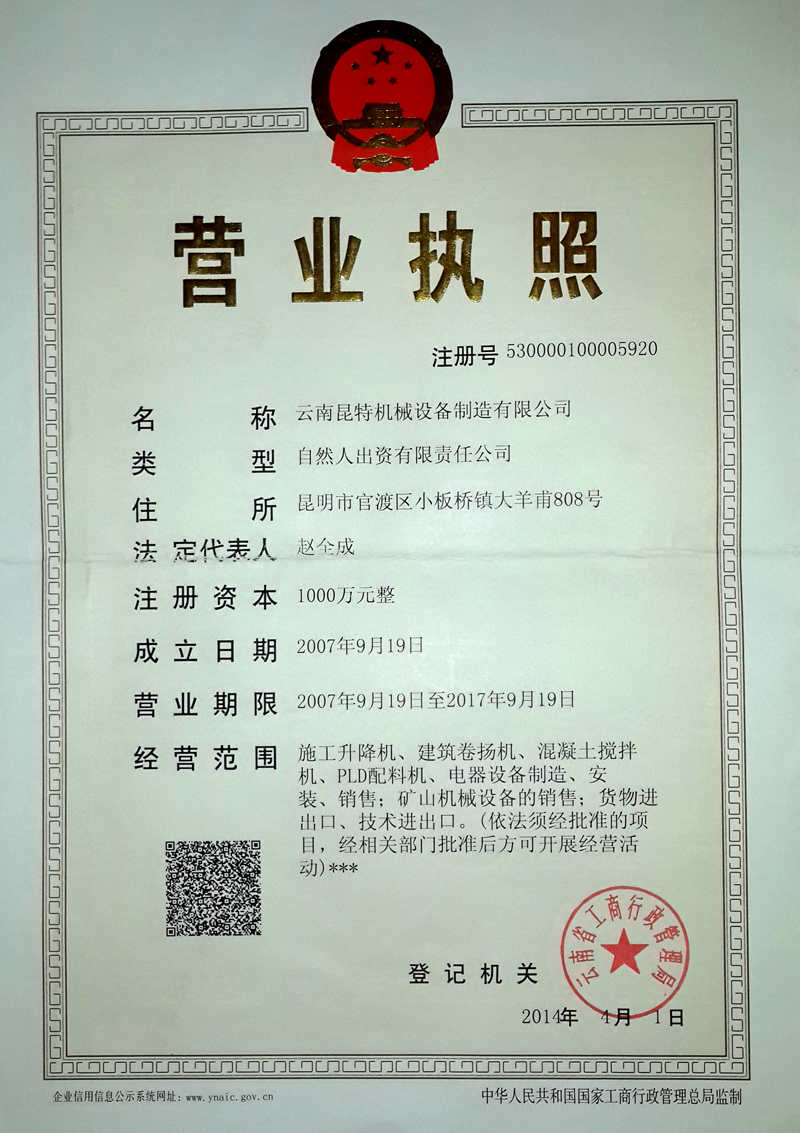 营业执照
注册号 530000100005920
名称 云南昆特机械设备制造有限公司
类型 自然人出资有限责任公司
住所 昆明市官渡区小板桥镇大羊甫808号
法定代表人 赵全成
注册资本 1000万元整
成立日期 2007年9月19日
营业期限 2007年9月19日至2017年9月19日
经营范围 施工升降机、建筑卷扬机、混凝土搅拌
机、PLD配料机、电器设备制造、安
装、销售；矿山机械设备的销售；货物进
出口、技术进出口。(依法须经批准的项
目，经相关部门批准后方可开展经营活
动)***
云南省工商行政管理局
登记机关
2014年 4月 1日
企业信用信息公示系统网址：www.ynaic.gov.cn
中华人民共和国国家工商行政管理总局监制